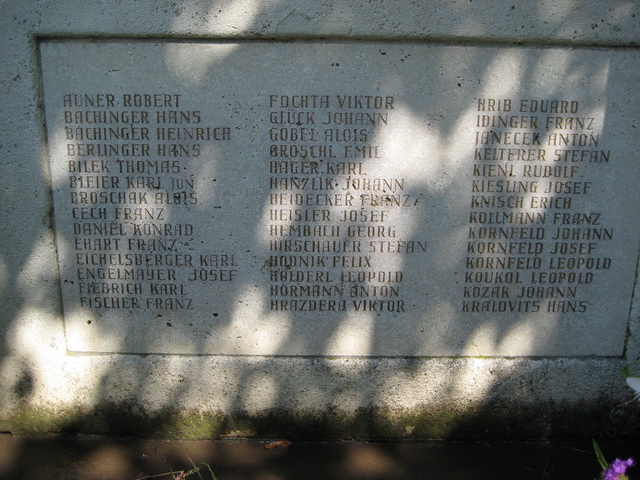 AUNER ROBERT
BACHINGER HANS
BACHINGER HEINRICH
BERLINGER HANS
BILEK THOMAS
BLEIER KARL JUN.
BROSCHAK ALOIS
CECH FRANZ
DANIEL KONRAD
EHART FRANZ
EICHELSBERGER KARL
ENGELMAYER JOSEF
FIEBRICH KARL
FISCHER FRANZ
FOCHTA VIKTOR
GLÜCK JOHANN
GÖBEL ALOIS
GROSCHL EMIL
HAGER KARL
HANZLIK JOHANN
HEIDECKER FRANZ
HEISLER JOSEF
HEMBACH GEORG
HIRSCHAUER STEFAN
HODNIK FELIX
HÖLDERL LEOPOLD
HÖRMANN ANTON
HRAZDERA VIKTOR
HRIB EDUARD
IDINGER FRANZ
JANECEK ANTON
KELTERER STEFAN
KIENL RUDOLF
KIESLING JOSEF
KNISCH ERICH
KOLLMANN FRANZ
KORNFELD JOHANN
KORNFELD JOSEF
KORNFELD LEOPOLD
KOUKOL LEOPOLD
KOZAK JOHANN
KRALOVITS HANS